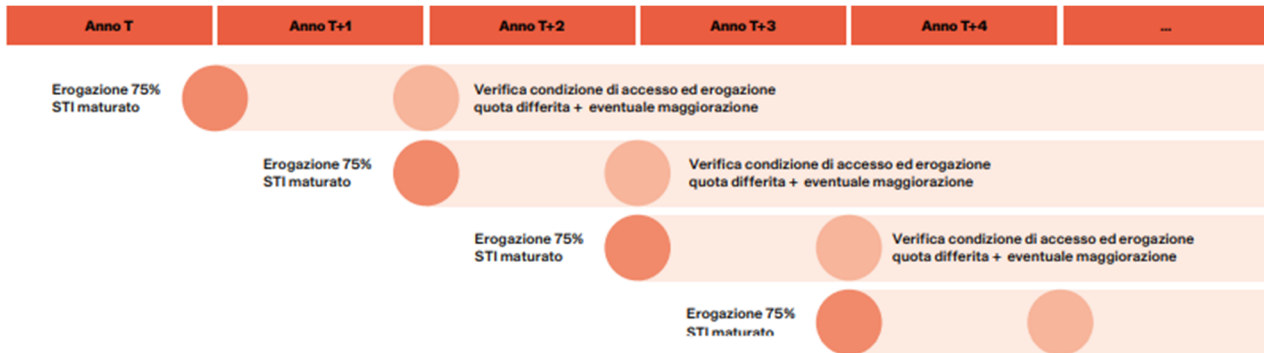 Anno T
Anno T+1
Anno T+2
Anno T+3
Anno T+4
...
Erogazione 75%
STI maturato
Verifica condizione di accesso ed erogazione
quota differita + eventuale maggiorazione
Erogazione 75%
STI maturato
Verifica condizione di accesso ed erogazione
quota differita + eventuale maggiorazione
Erogazione 75%
STI maturato
Verifica condizione di accesso ed erogazione
quota differita + eventuale maggiorazione
Erogazione 75%
STI maturato